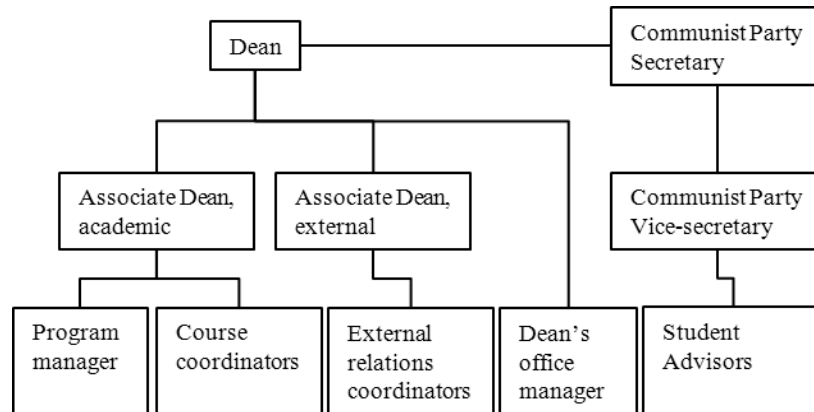 Dean
Communist Party
Secretary
Associate Dean,
academic
Associate Dean,
external
Communist Party
Vice-secretary
Program
manager
Course
coordinators
External
relations
coordinators
Dean’s
office
manager
Student
Advisors